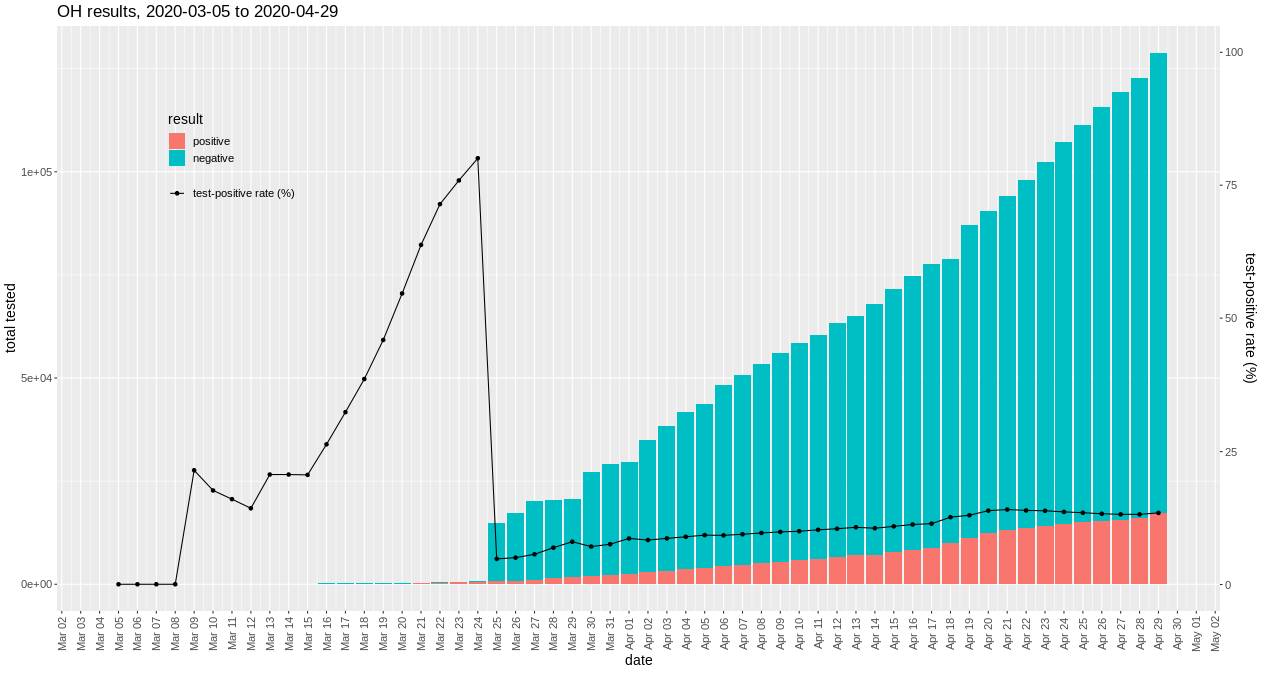 OH results, 2020-03-05 to 2020-04-29
result
positive
negative
test-positive rate (%)
total tested
1e+05
5e+04
0e+00
100
75
50
25
0
test-positive rate (%)
Mar 02
Mar 03
Mar 04
Mar 05
Mar 06
Mar 07
Mar 08
Mar 09
Mar 10
Mar 11
Mar 12
Mar 13
Mar 14
Mar 15
Mar 16
Mar 17
Mar 18
Mar 19
Mar 20
Mar 21
Mar 22
Mar 23
Mar 24
Mar 25
Mar 26
Mar 27
Mar 28
Mar 29
Mar 30
Mar 31
Apr 01
Apr 02
Apr 03
Apr 04
Apr 05
Apr 06
Apr 07
Apr 08
Apr 09
Apr 10
Apr 11
Apr 12
Apr 13
Apr 14
Apr 15
Apr 16
Apr 17
Apr 18
Apr 19
Apr 20
Apr 21
Apr 22
Apr 23
Apr 24
Apr 25
Apr 26
Apr 27
Apr 28
Apr 29
Apr 30
May 01
May 02
date